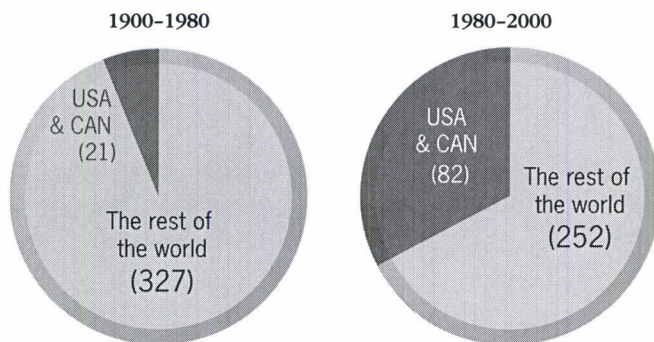 1900–1980
USA
& CAN
(21)
The rest of
the world
(327)
1980–2000
USA
& CAN
(82)
The rest of
the world
(252)